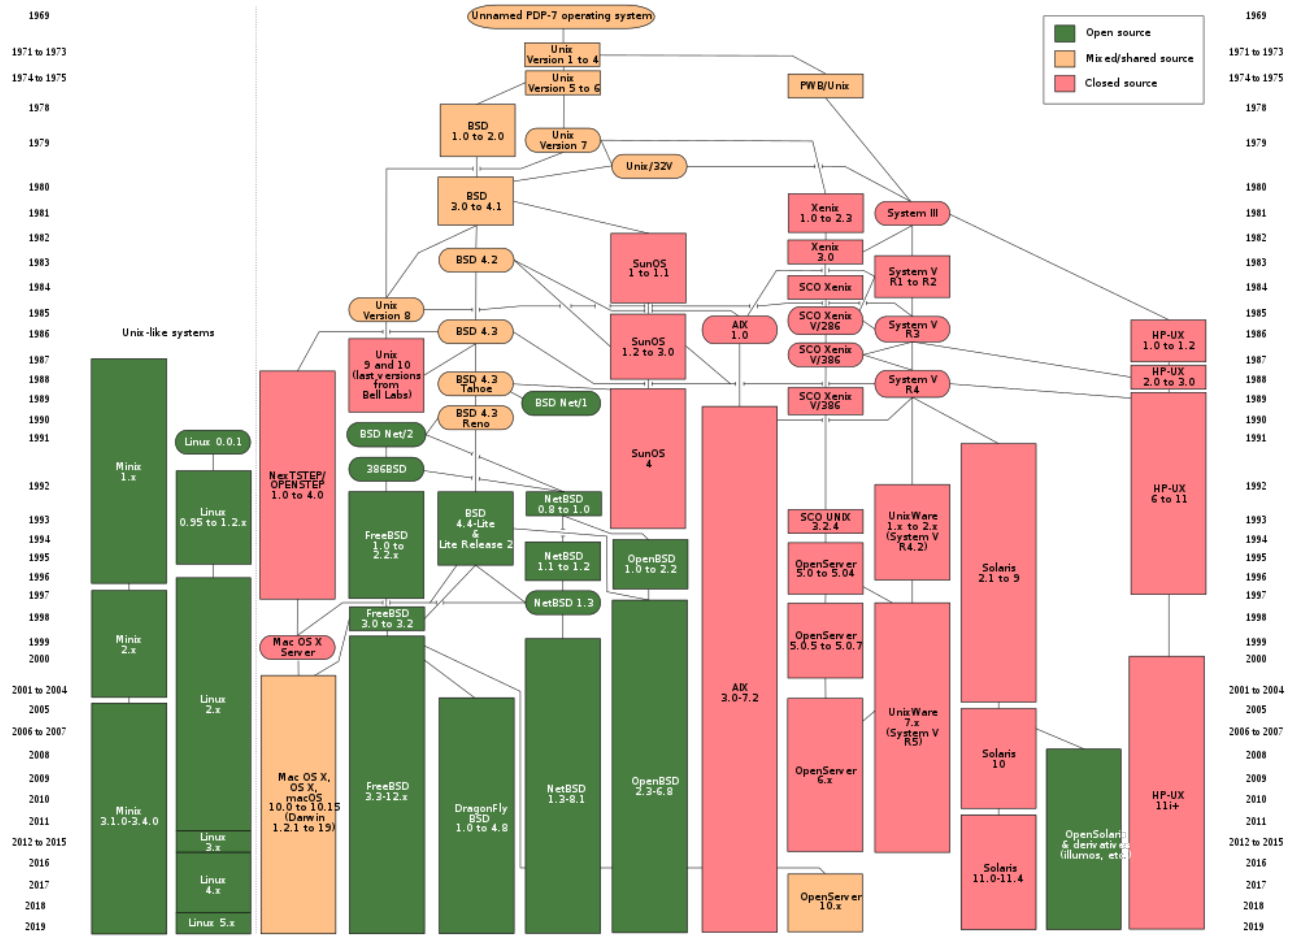 1969
Unnamed PDP-7 operating system
1969
Open source
Mixed/shared source
Closed source
1971 to 1973
Unix
Version 1 to 4
1971 to 1973
1974 to 1975
Unix
Version 5 to 6
PWB/Unix
1974 to 1975
1978
BSD
1.0 to 2.0
1978
1979
Unix
Version 7
Unix/32V
1979
1980
BSD
3.0 to 4.1
1980
1981
Xenix
1.0 to 2.3
System III
1981
1982
Xenix
3.0
1982
1983
BSD 4.2
SunOS
1 to 1.1
System V
R1 to R2
1983
1984
SCO Xenix
1984
1985
Unix
Version 8
SCO Xenix
V/286
1985
Unix-like systems
1986
BSD 4.3
AIX
1.0
System V
R3
HP-UX
1.0 to 1.2
1986
1987
Unix
9 and 10
(last versions
from
Bell Labs)
SunOS
1.2 to 3.0
SCO Xenix
V/386
1987
1988
BSD 4.3
Tahoe
System V
R4
HP-UX
2.0 to 3.0
1988
1989
BSD Net/1
SCO Xenix
V/386
1989
1990
BSD 4.3
Reno
1990
1991
Linux 0.0.1
BSD Net/2
1991
Minix
1.x
386BSD
SunOS
4
1992
NexTSTEP/
OPENSTEP
1.0 to 4.0
NetBSD
0.8 to 1.0
HP-UX
6 to 11
1992
1993
Linux
0.95 to 1.2.x
BSD
4.4-Lite
&
Lite Release 2
SCO UNIX
3.2.4
UnixWare
1.x to 2.x
(System V
R4.2)
1993
1994
FreeBSD
1.0 to
2.2.x
1994
1995
NetBSD
1.1 to 1.2
OpenBSD
1.0 to 2.2
OpenServer
5.0 to 5.04
Solaris
2.1 to 9
1995
1996
1996
1997
NetBSD 1.3
1997
1998
FreeBSD
3.0 to 3.2
1998
1999
Minix
2.x
Mac OS X
Server
OpenServer
5.0.5 to 5.0.7
1999
2000
2000
2001 to 2004
Linux
2.x
AIX
3.0-7.2
2001 to 2004
2005
UnixWare
7.x
(System V
R5)
2005
2006 to 2007
2006 to 2007
2008
Solaris
10
2008
2009
Mac OS X,
OS X,
macOS
10.0 to 10.15
(Darwin
1.2.1 to 19)
FreeBSD
3.3-12.x
NetBSD
1.3-8.1
OpenBSD
2.3-6.8
OpenServer
6.x
2009
2010
Minix
3.1.0-3.4.0
DragonFly
BSD
1.0 to 4.8
HP-UX
11i+
2010
2011
2011
2012 to 2015
Linux
3.x
OpenSolaris
& derivatives
(illumos, etc.)
2012 to 2015
2016
Solaris
11.0-11.4
2016
2017
Linux
4.x
2017
2018
OpenServer
10.x
2018
2019
Linux 5.x
2019